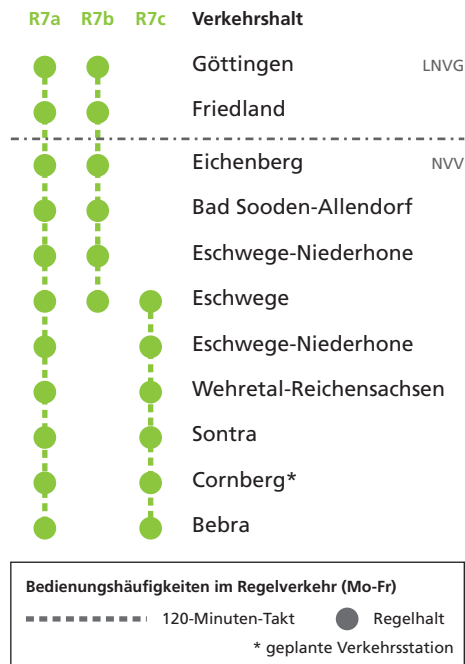 R7a R7b R7c Verkehrshalt
Göttingen LNVG
Friedland
Eichenberg NVV
Bad Sooden-Allendorf
Eschwege-Niederhone
Eschwege
Eschwege-Niederhone
Wehretal-Reichensachsen
Sontra
Cornberg*
Bebra
Bedienungshäufigkeiten im Regelverkehr (Mo-Fr)
120-Minuten-Takt Regelhalt
* geplante Verkehrsstation